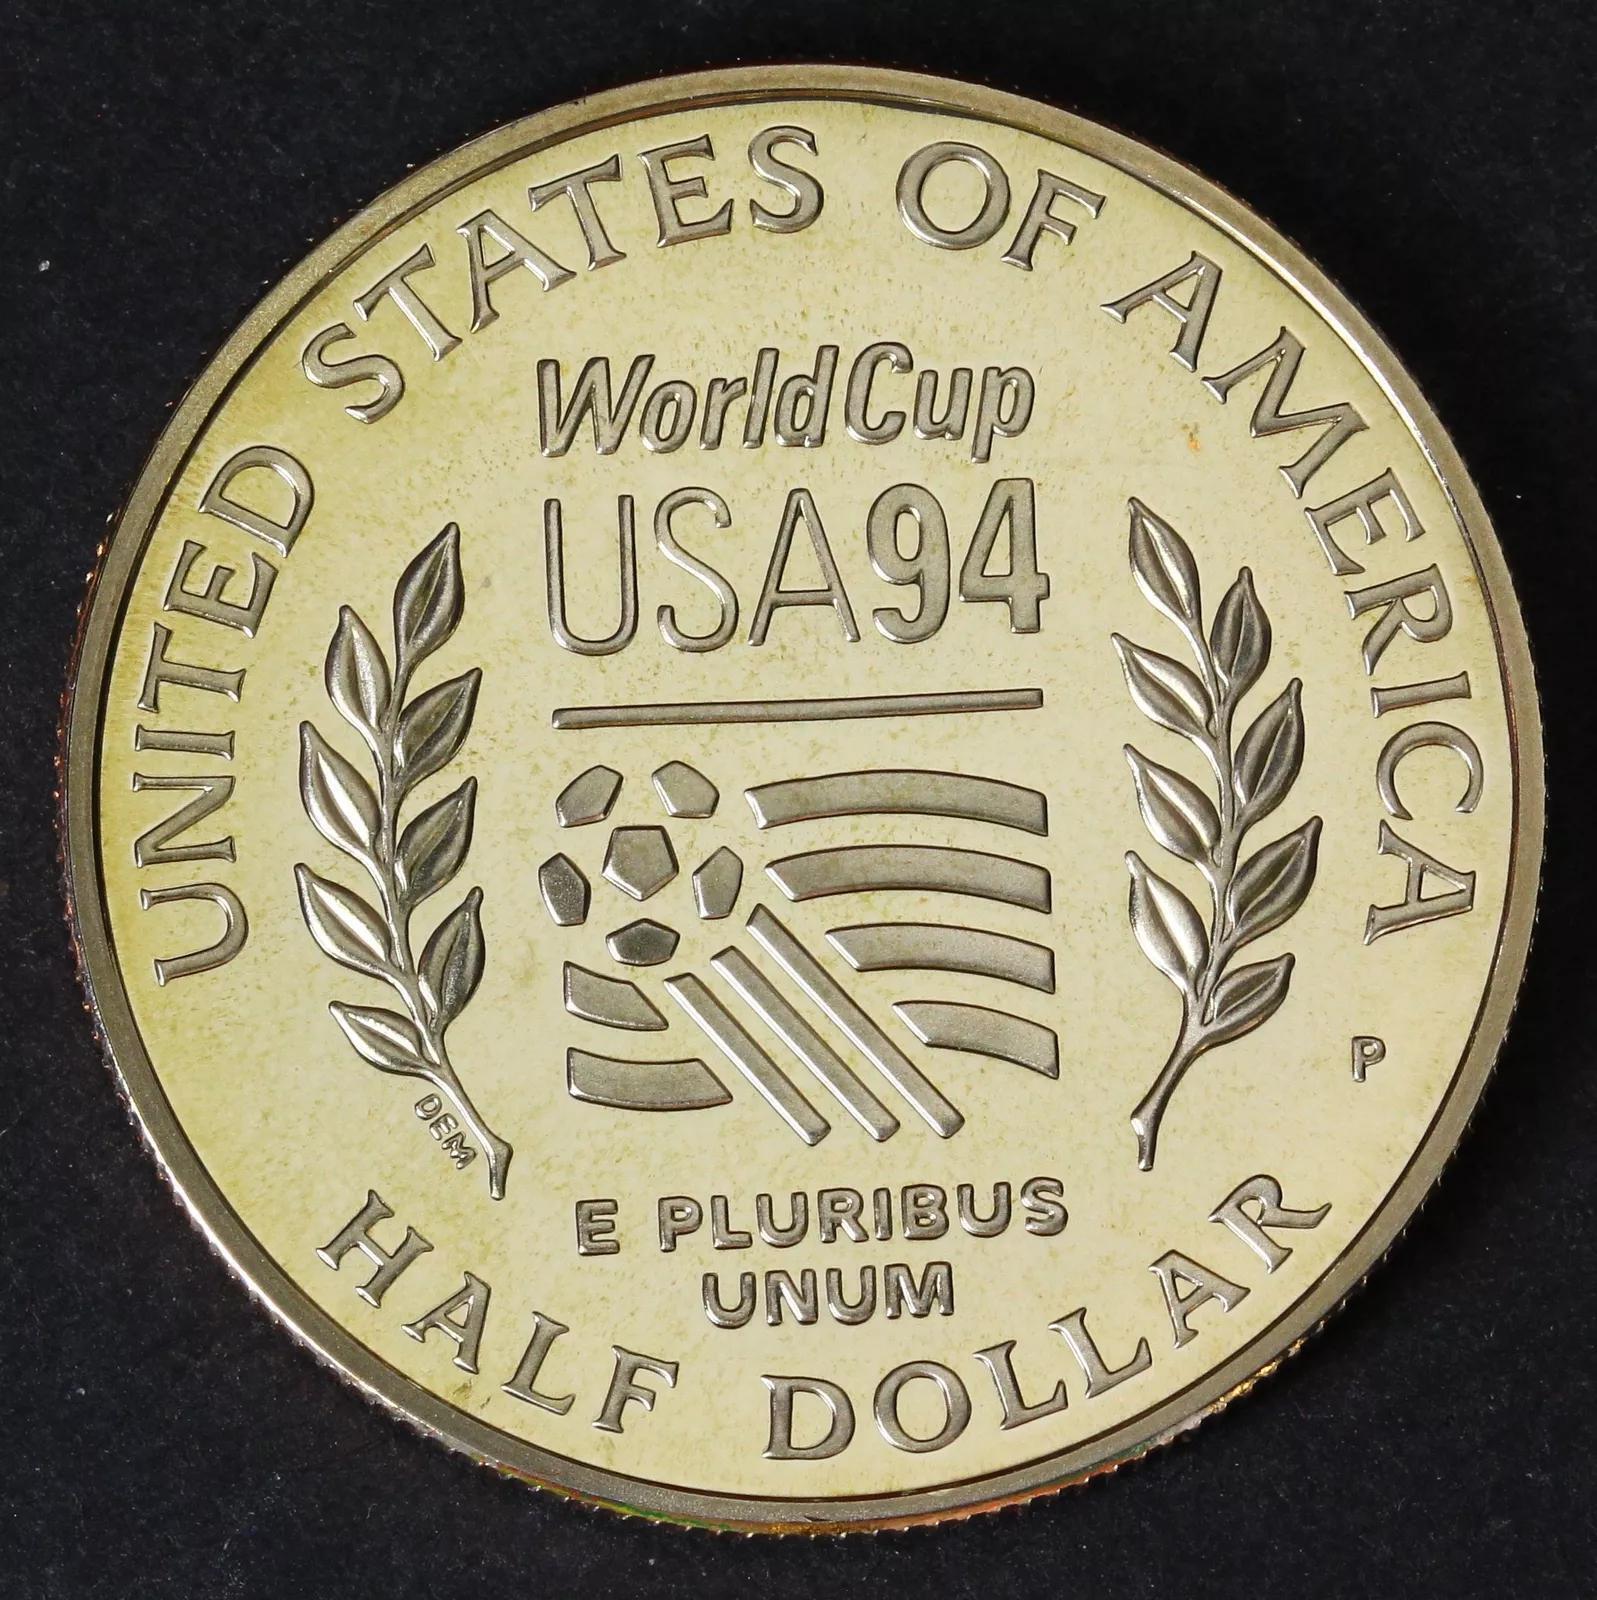 UNITED STATES OF AMERICA
WorldCup
USA94
P
DEM
E PLURIBUS
UNUM
HALF DOLLAR